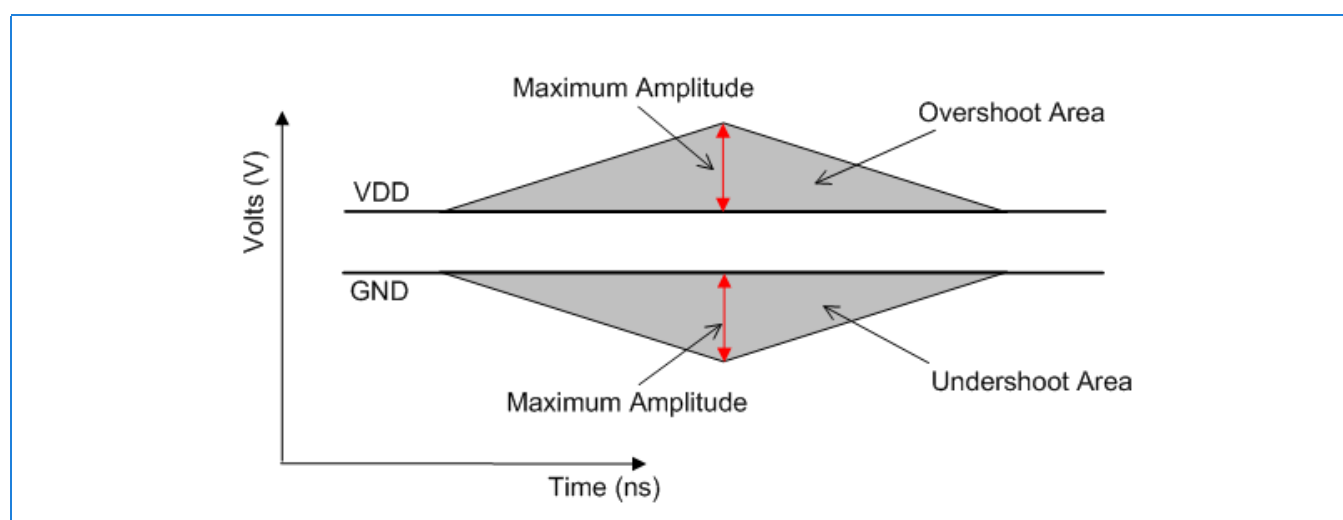 Maximum Amplitude
Overshoot Area
Volts (V)
VDD
GND
Undershoot Area
Maximum Amplitude
Time (ns)